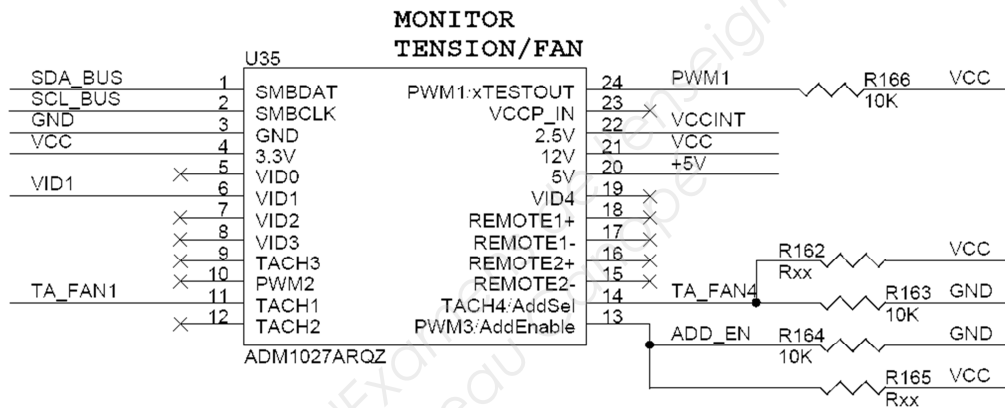 MONITOR
TENSION/FAN
U35
SDA_BUS 1 SMBDAT PWM1/xTESTOUT 24 PWM1 R166 10K VCC
SCL_BUS 2 SMBCLK VCCP_IN 23
GND 3 GND 2.5V 22 VCCINT
VCC 4 3.3V 12V 21 VCC
5 VID0 5V 20 +5V
VID1 6 VID1 VID4 19
7 VID2 REMOTE1+ 18
8 VID3 REMOTE1- 17
9 TACH3 REMOTE2+ 16 R162 Rxx VCC
10 PWM2 REMOTE2- 15
TA_FAN1 11 TACH1 TACH4/AddSel 14 TA_FAN4 R163 10K GND
12 TACH2 PWM3/AddEnable 13
ADD_EN R164 10K GND
ADM1027ARQZ
R165 Rxx VCC